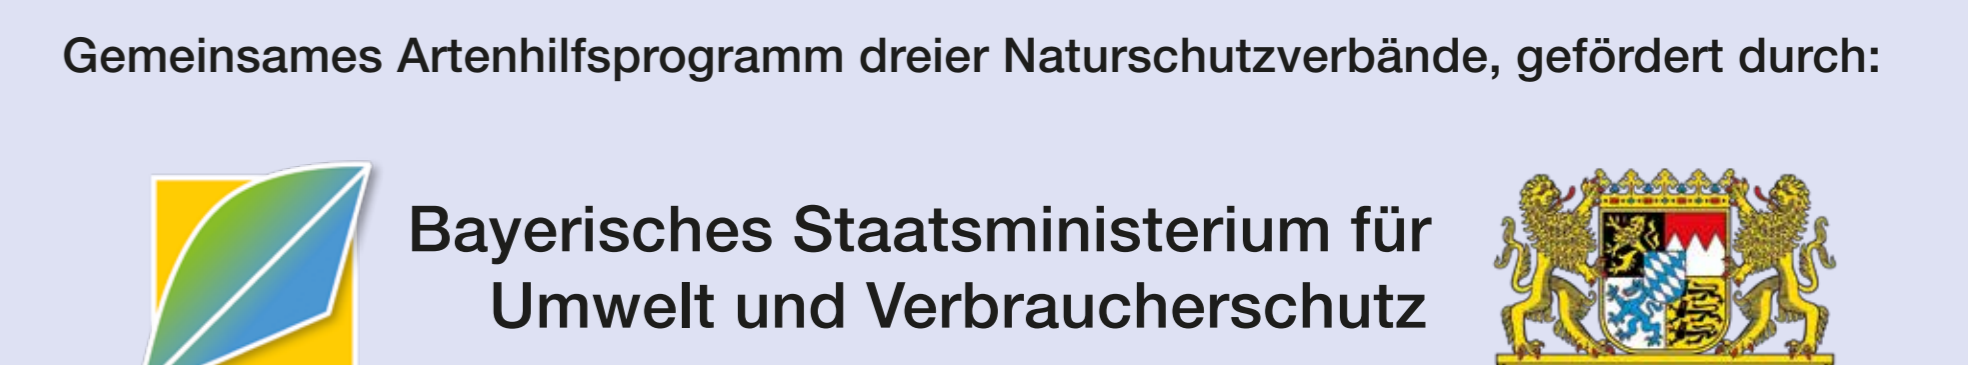 Gemeinsames Artenhilfsprogramm dreier Naturschutzverbände, gefördert durch:
Bayerisches Staatsministerium für
Umwelt und Verbraucherschutz